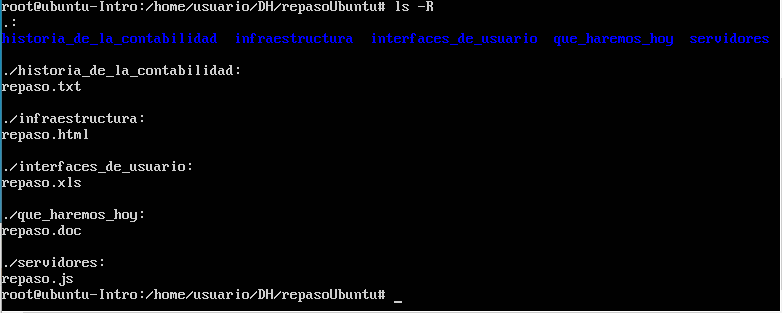 root@ubuntu-Intro:/home/usuario/DH/repasoUbuntu# ls -R
.:
historia_de_la_contabilidad  infraestructura  interfaces_de_usuario  que_haremos_hoy  servidores
./historia_de_la_contabilidad:
repaso.txt
./infraestructura:
repaso.html
./interfaces_de_usuario:
repaso.xls
./que_haremos_hoy:
repaso.doc
./servidores:
repaso.js
root@ubuntu-Intro:/home/usuario/DH/repasoUbuntu# _